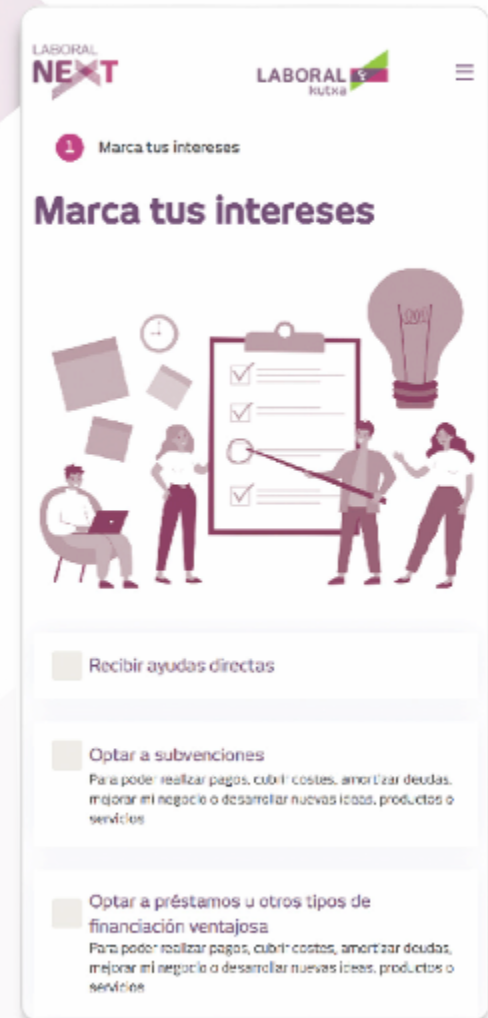 LABORAL
NEXT
LABORAL
kutxa
1 Marca tus intereses
Marca tus intereses
Recibir ayudas directas
Optar a subvenciones
Para poder realizar pagos, cubrir costes, amortizar deudas,
mejorar mi negocio o desarrollar nuevas ideas, productos o
servicios
Optar a préstamos u otros tipos de
financiación ventajosa
Para poder realizar pagos, cubrir costes, amortizar deudas,
mejorar mi negocio o desarrollar nuevas ideas, productos o
servicios